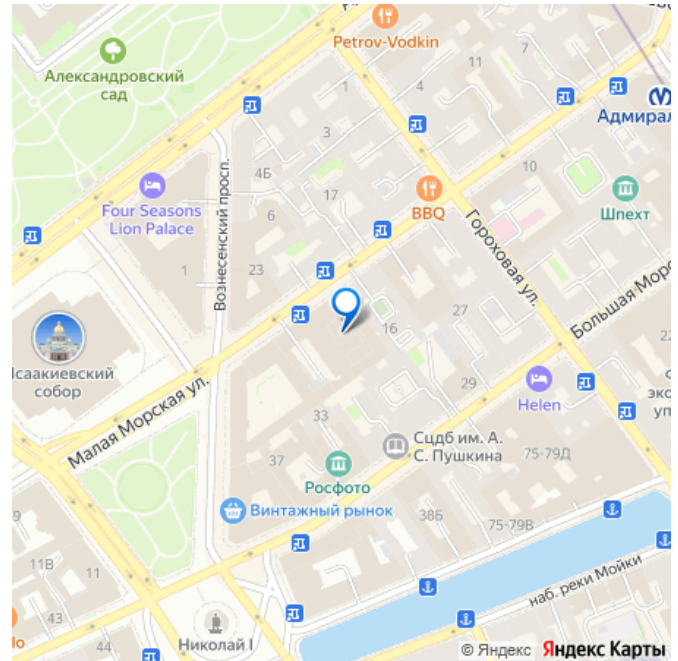 Petrov-Vodkin
Александровский
сад
1
7
11
3
Адмирал
4Б
17
10
Four Seasons
Lion Palace
6
BBQ
Шпехт
Вознесенский просп.
Гороховая ул.
1
23
Большая Морс
27
16
Исаакиевский
собор
29
Helen
Малая Морская ул.
33
Сцдб им. А.
С. Пушкина
75-79Д
37
Росфото
Винтажный рынок
38Б
75-79В
11В
11
наб. реки Мойки
43
44
Николай I
© Яндекс Яндекс Карты